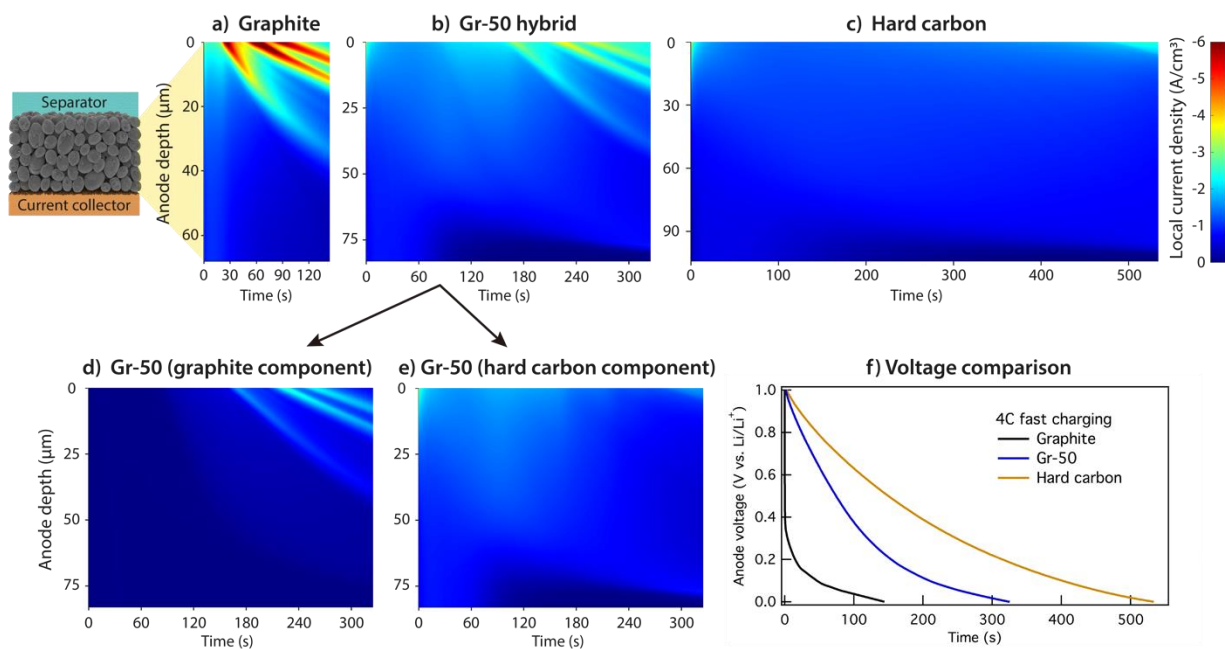 a) Graphite
b) Gr-50 hybrid
c) Hard carbon
Separator
Current collector
Anode depth (µm)
0
20
40
60
0 30 60 90 120
Time (s)
0
25
50
75
0 60 120 180 240 300
Time (s)
0
30
60
90
0 100 200 300 400 500
Time (s)
-6
-5
-4
-3
-2
-1
0
Local current density (A/cm³)
d) Gr-50 (graphite component)
e) Gr-50 (hard carbon component)
f) Voltage comparison
Anode depth (µm)
0
25
50
75
0 60 120 180 240 300
Time (s)
0
25
50
75
0 60 120 180 240 300
Time (s)
Anode voltage (V vs. Li/Li⁺)
1.0
0.8
0.6
0.4
0.2
0.0
4C fast charging
Graphite
Gr-50
Hard carbon
0 100 200 300 400 500
Time (s)